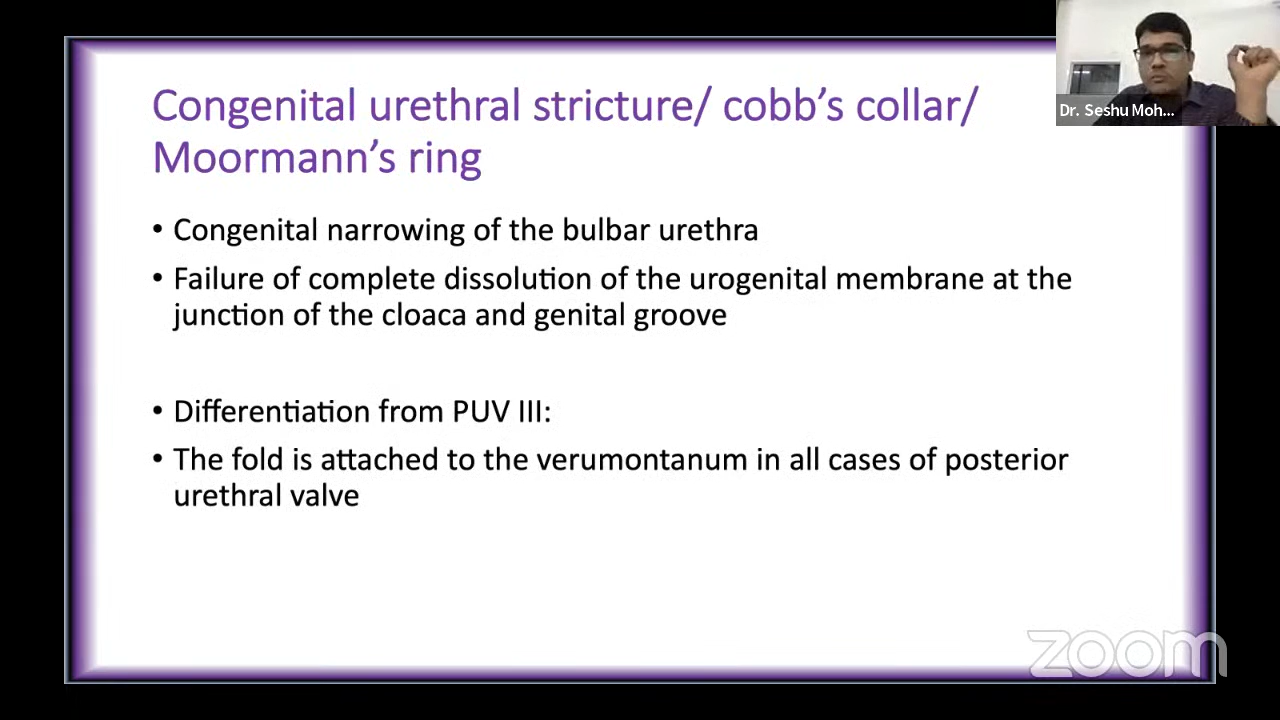 Congenital urethral stricture/ cobb’s collar/
Moormann’s ring
• Congenital narrowing of the bulbar urethra
• Failure of complete dissolution of the urogenital membrane at the
junction of the cloaca and genital groove
• Differentiation from PUV III:
• The fold is attached to the verumontanum in all cases of posterior
urethral valve
Dr. Seshu Moh...
zoom